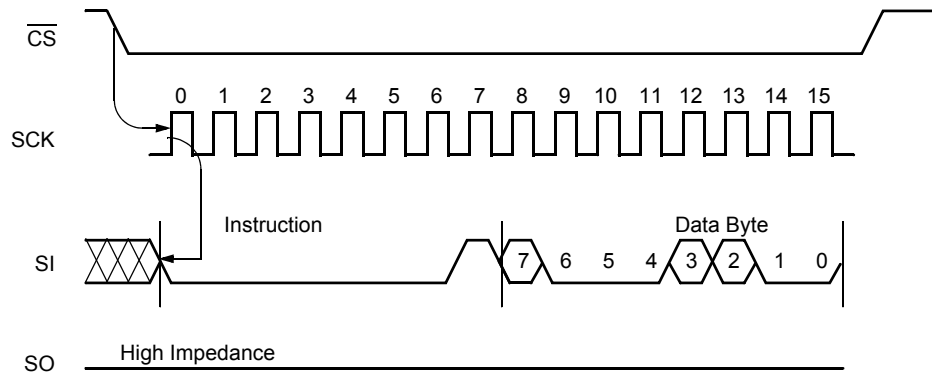 CS
0 1 2 3 4 5 6 7 8 9 10 11 12 13 14 15
SCK
Instruction Data Byte
SI 7 6 5 4 3 2 1 0
High Impedance
SO